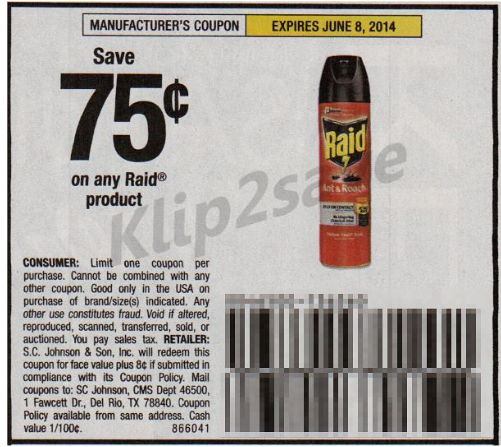 MANUFACTURER'S COUPON EXPIRES JUNE 8, 2014
Save
75¢
on any Raid®
product
Raid
Ant & Roach
KILLS ON CONTACT
Klip2save
CONSUMER: Limit one coupon per
purchase. Cannot be combined with any
other coupon. Good only in the USA on
purchase of brand/size(s) indicated. Any
other use constitutes fraud. Void if altered,
reproduced, scanned, transferred, sold, or
auctioned. You pay sales tax. RETAILER:
S.C. Johnson & Son, Inc. will redeem this
coupon for face value plus 8¢ if submitted in
compliance with its Coupon Policy. Mail
coupons to: SC Johnson, CMS Dept 46500,
1 Fawcett Dr., Del Rio, TX 78840. Coupon
Policy available from same address. Cash
value 1/100¢. 866041